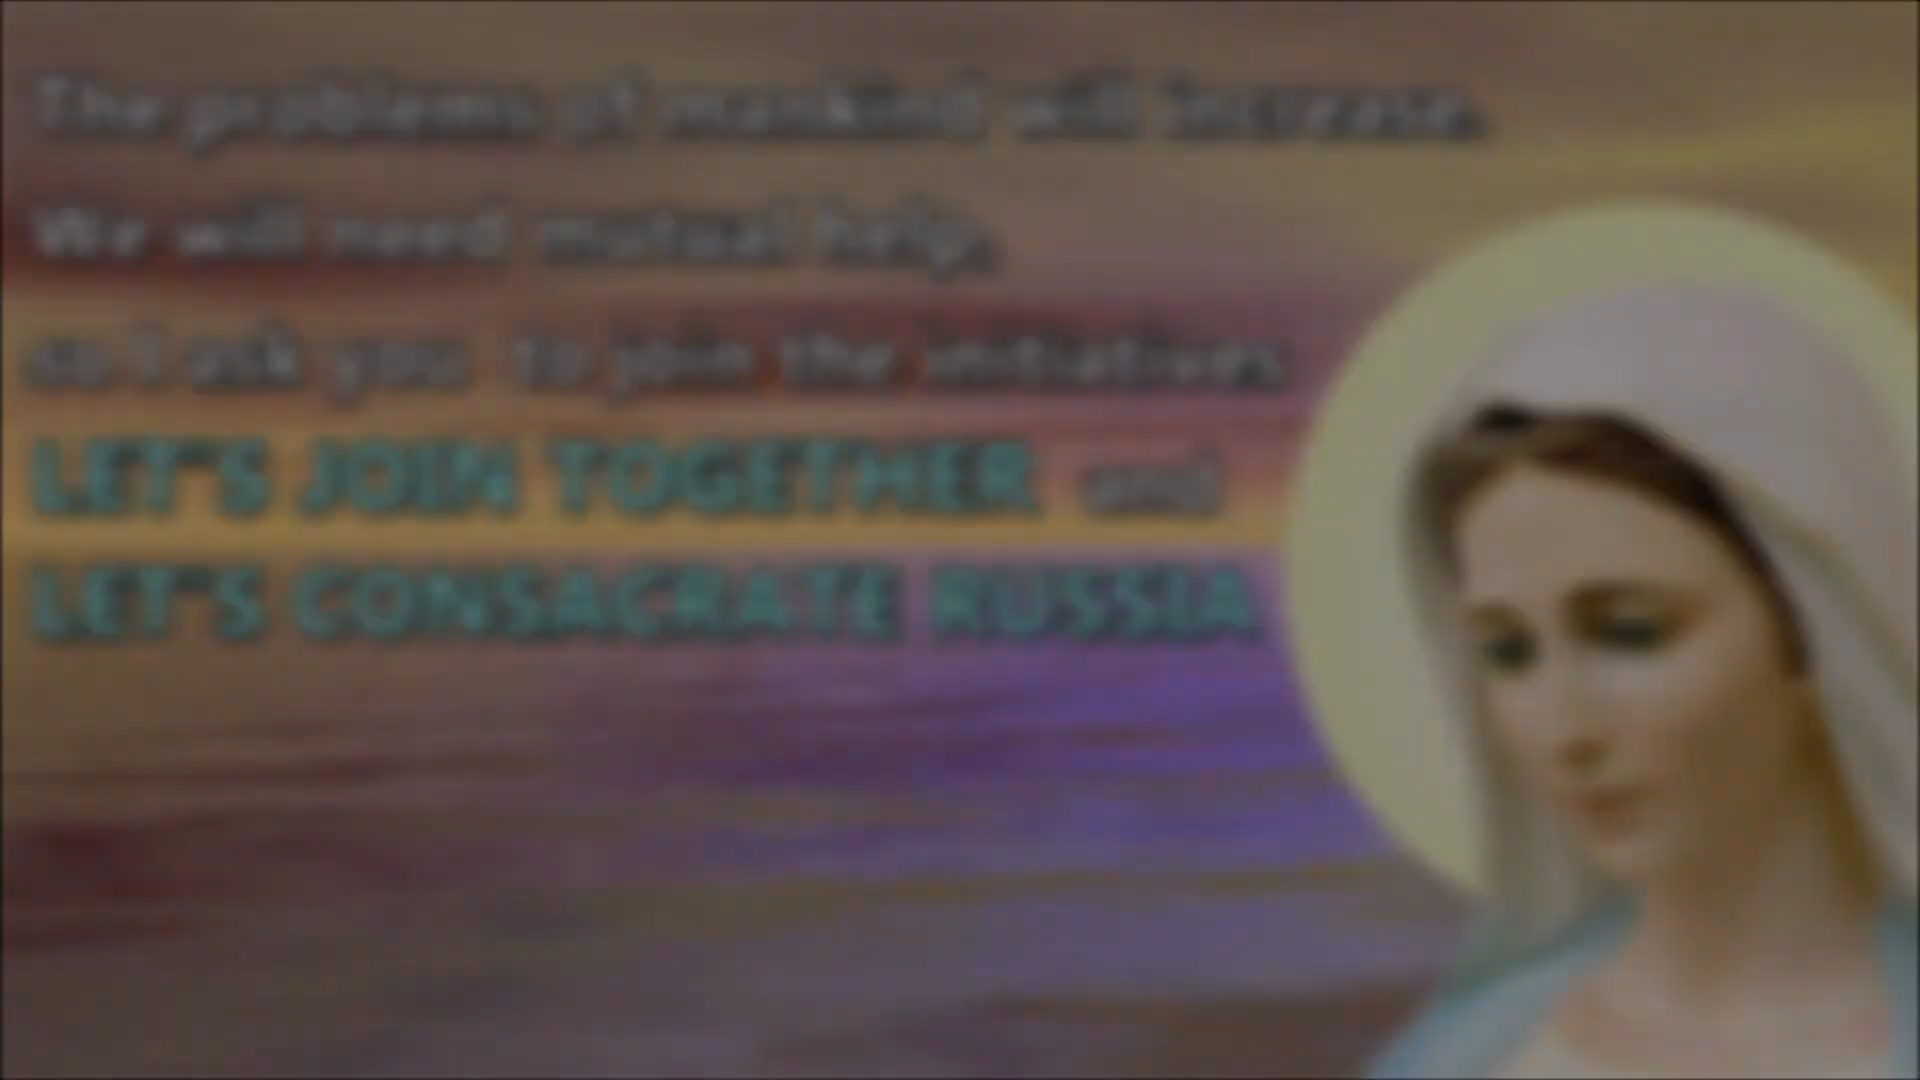 The problems of mankind will increase.
We will need mutual help,
so I ask you to join the initiatives
LET'S JOIN TOGETHER and
LET'S CONSACRATE RUSSIA